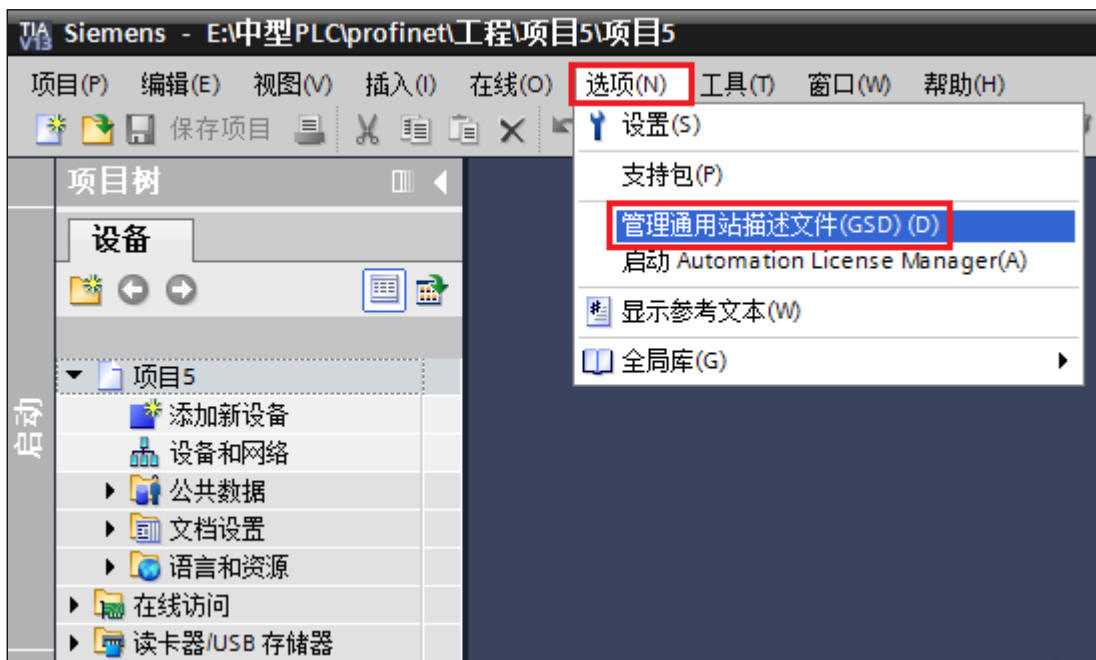 TIA V13 Siemens - E:\中型PLC\profinet\工程\项目5\项目5
项目(P) 编辑(E) 视图(V) 插入(I) 在线(O) 选项(N) 工具(T) 窗口(W) 帮助(H)
保存项目
设置(S)
支持包(P)
管理通用站描述文件(GSD) (D)
启动 Automation License Manager(A)
显示参考文本(W)
全局库(G)
项目树
设备
项目5
添加新设备
设备和网络
公共数据
文档设置
语言和资源
在线访问
读卡器/USB 存储器
启动